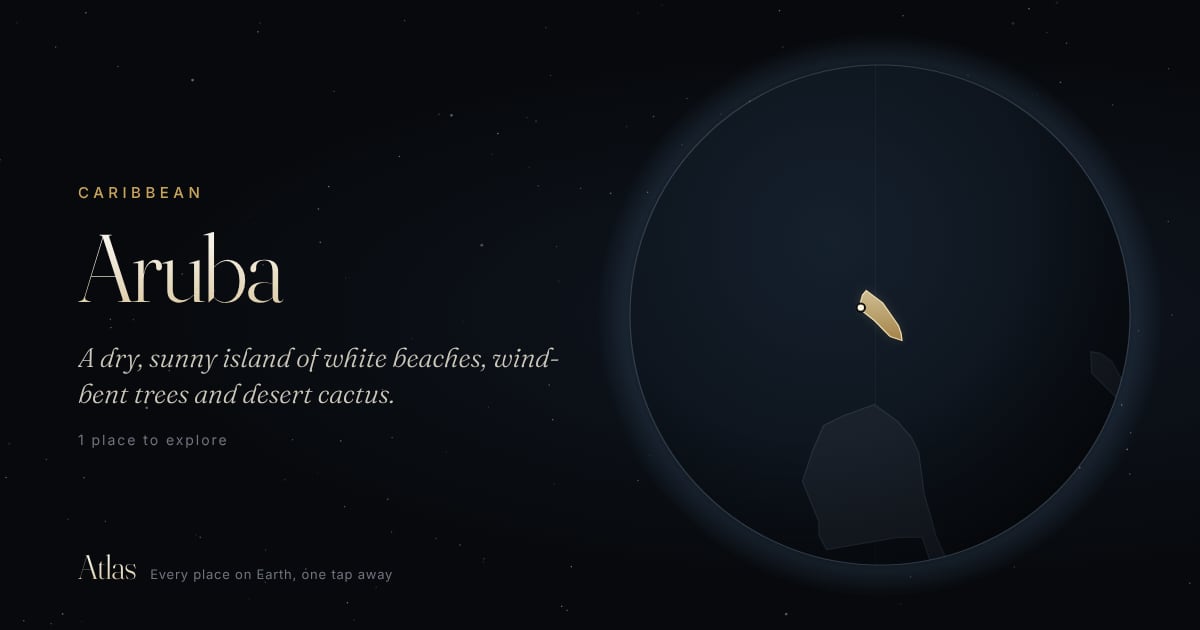 CARIBBEAN
Aruba
A dry, sunny island of white beaches, wind-
bent trees and desert cactus.
1 place to explore
Atlas Every place on Earth, one tap away